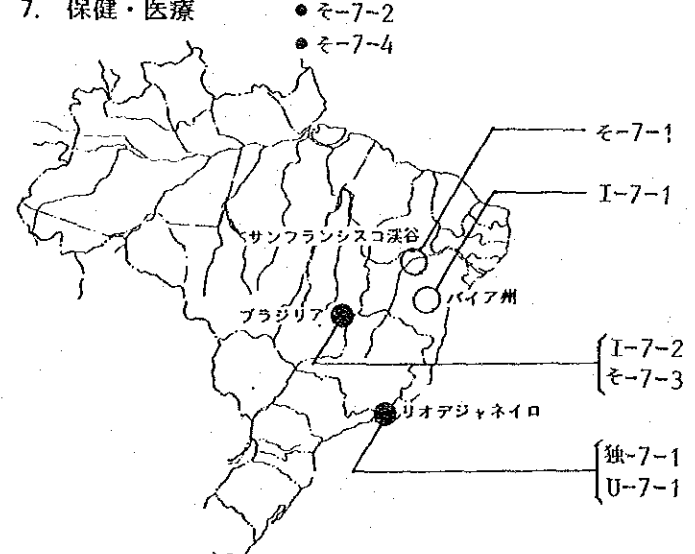 7. 保健・医療
● そ-7-2
● そ-7-4
そ-7-1
I-7-1
サンフランシスコ渓谷
バイア州
ブラジリア
I-7-2
そ-7-3
リオデジャネイロ
独-7-1
U-7-1